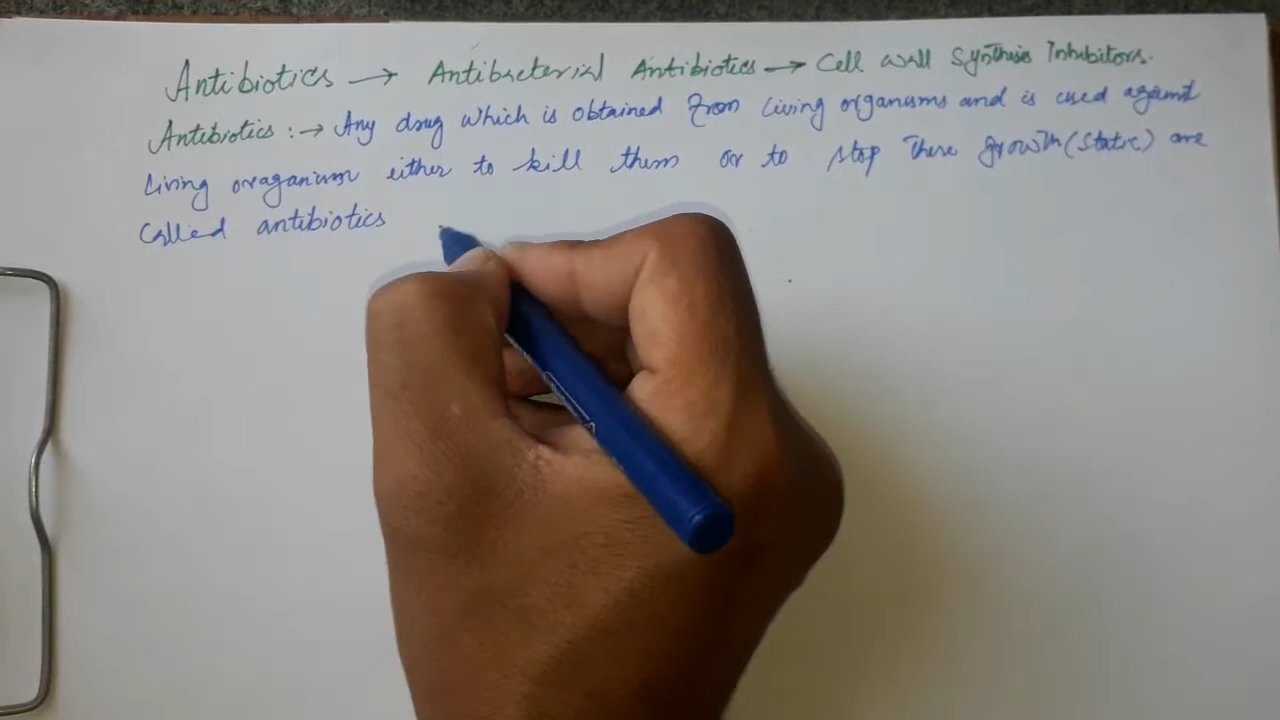 Antibiotics → Antibacterial Antibiotics → Cell wall Synthesis Inhibitors.
Antibiotics :→ Any drug which is obtained from living organisms and is used against
living oraganism either to kill them or to stop There growth (static) are
Called antibiotics